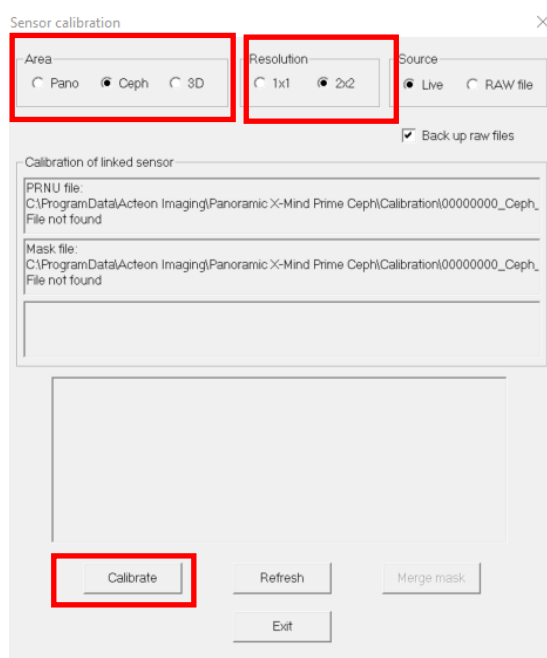 Sensor calibration
Area
Pano Ceph 3D
Resolution
1x1 2x2
Source
Live RAW file
Back up raw files
Calibration of linked sensor
PRNU file:
C:\ProgramData\Acteon Imaging\Panoramic X-Mind Prime Ceph\Calibration\00000000_Ceph_
File not found
Mask file:
C:\ProgramData\Acteon Imaging\Panoramic X-Mind Prime Ceph\Calibration\00000000_Ceph_
File not found
Calibrate Refresh Merge mask
Exit